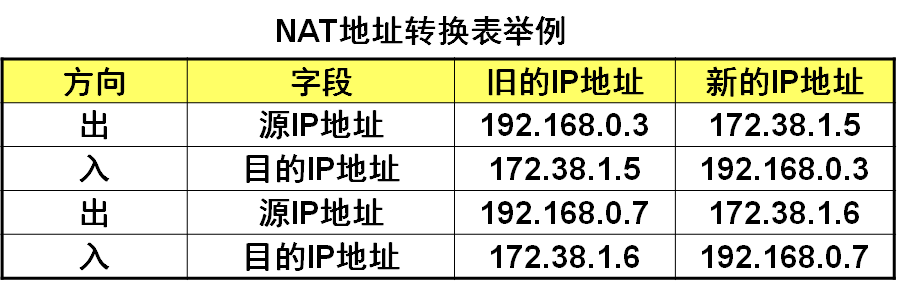 NAT地址转换表举例
方向 字段 旧的IP地址 新的IP地址
出 源IP地址 192.168.0.3 172.38.1.5
入 目的IP地址 172.38.1.5 192.168.0.3
出 源IP地址 192.168.0.7 172.38.1.6
入 目的IP地址 172.38.1.6 192.168.0.7